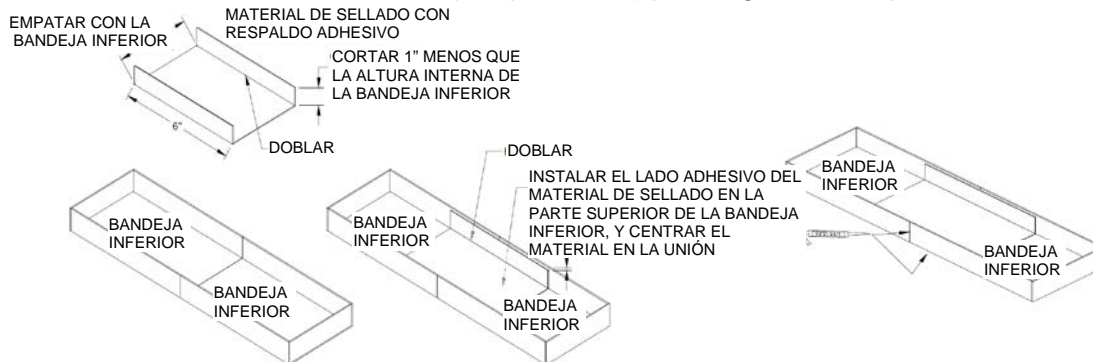 EMPATAR CON LA
BANDEJA INFERIOR
MATERIAL DE SELLADO CON
RESPALDO ADHESIVO
CORTAR 1” MENOS QUE
LA ALTURA INTERNA DE
LA BANDEJA INFERIOR
6"
DOBLAR
BANDEJA
INFERIOR
BANDEJA
INFERIOR
DOBLAR
INSTALAR EL LADO ADHESIVO DEL
MATERIAL DE SELLADO EN LA
PARTE SUPERIOR DE LA BANDEJA
INFERIOR, Y CENTRAR EL
MATERIAL EN LA UNIÓN
BANDEJA
INFERIOR
BANDEJA
INFERIOR
BANDEJA
INFERIOR
BANDEJA
INFERIOR